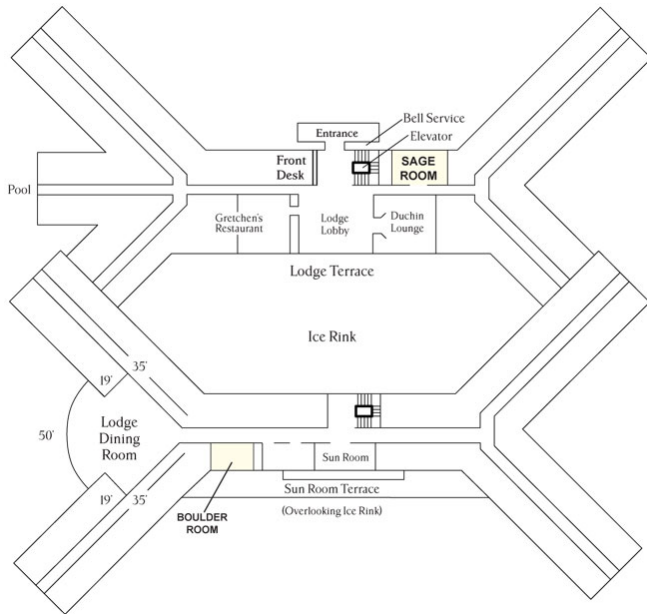 Entrance
Bell Service
Elevator
Front
Desk
SAGE
ROOM
Pool
Gretchen's
Restaurant
Lodge
Lobby
Duchin
Lounge
Lodge Terrace
Ice Rink
35'
19'
50'
Lodge
Dining
Room
Sun Room
19'
35'
Sun Room Terrace
BOULDER
ROOM
(Overlooking Ice Rink)